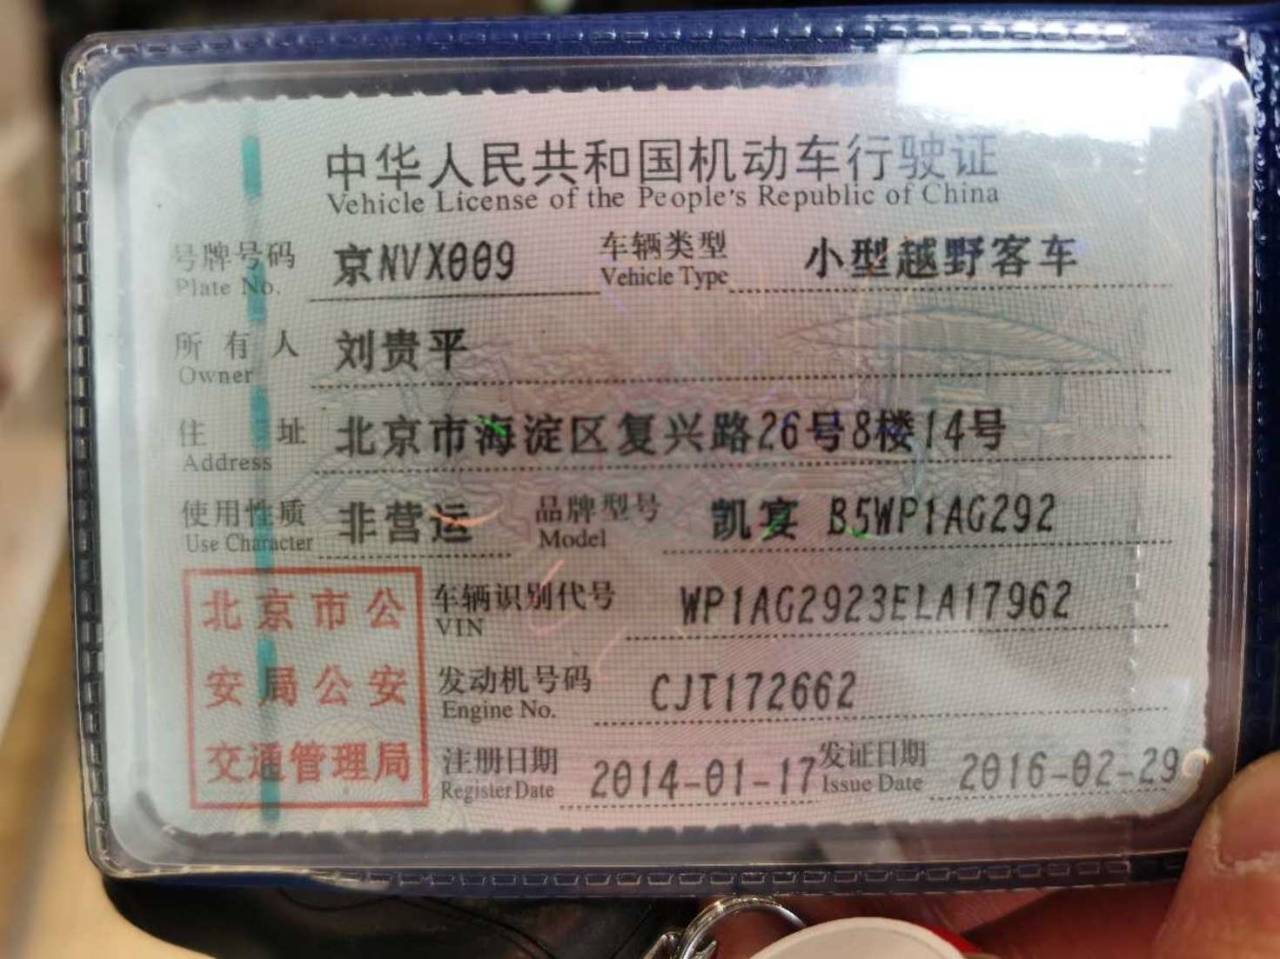 中华人民共和国机动车行驶证
Vehicle License of the People's Republic of China
号牌号码 京NVX009 车辆类型 小型越野客车
Plate No. Vehicle Type
所有人 刘贵平
Owner
住址 北京市海淀区复兴路26号8楼14号
Address
使用性质 非营运 品牌型号 凯宴 B5WP1AG292
Use Character Model
车辆识别代号 WP1AG2923ELA17962
VIN
发动机号码 CJT172662
Engine No.
注册日期 2014-01-17 发证日期 2016-02-29
Register Date Issue Date
北京市公
安局公安
交通管理局